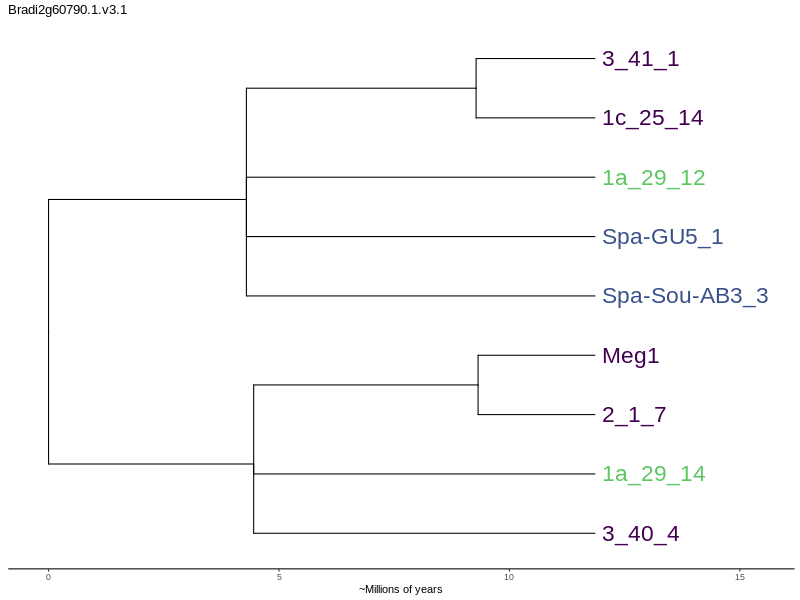 Bradi2g60790.1.v3.1
3_41_1
1c_25_14
1a_29_12
Spa-GU5_1
Spa-Sou-AB3_3
Meg1
2_1_7
1a_29_14
3_40_4
0 5 10 15
~Millions of years